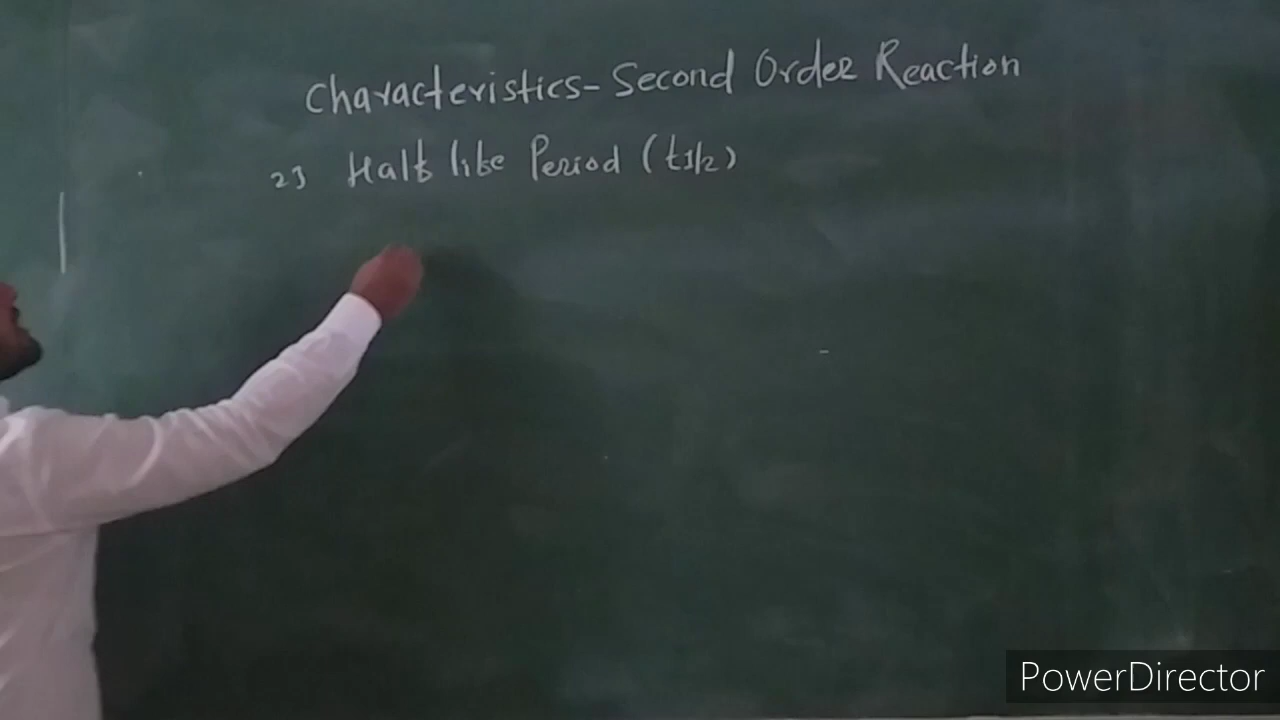 Characteristics-Second Order Reaction
2) Half life Period (t1/2)
PowerDirector